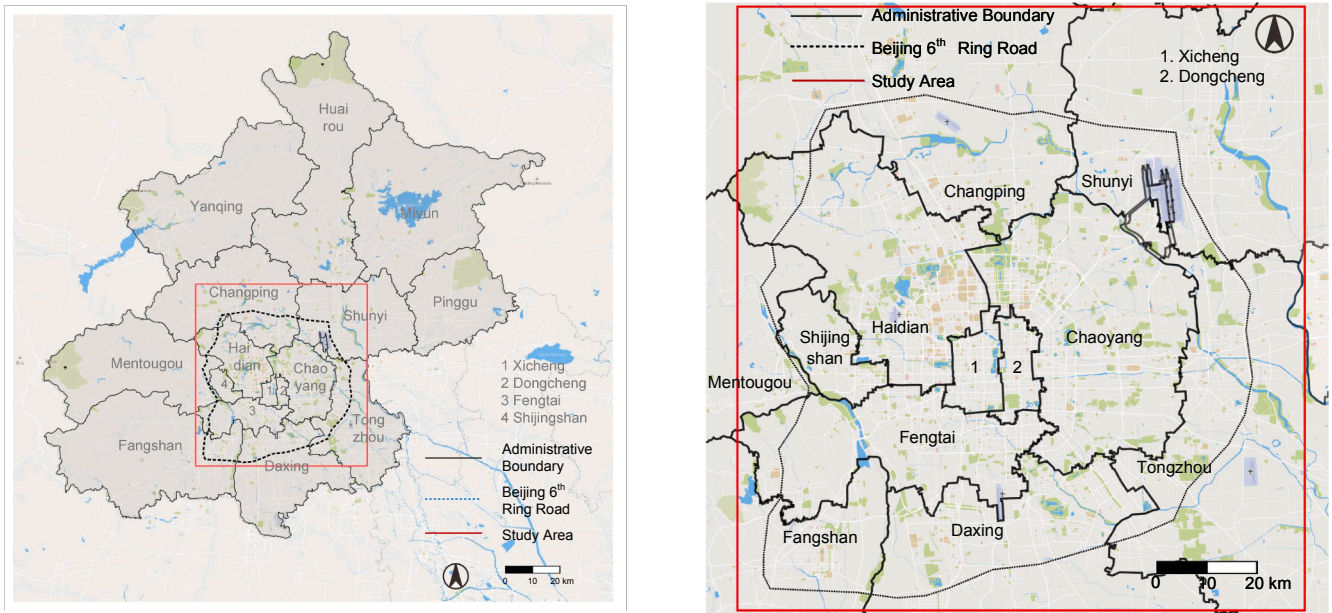 Huai
rou
Yanqing
Miyun
Changping
Shunyi
Pinggu
Mentougou
Hai
dian
Chao
yang
4
1
2
3
Tong
zhou
Fangshan
Daxing
1 Xicheng
2 Dongcheng
3 Fengtai
4 Shijingshan
Administrative
Boundary
Beijing 6th
Ring Road
Study Area
0 10 20 km
Administrative Boundary
Beijing 6th Ring Road
Study Area
1. Xicheng
2. Dongcheng
Changping
Shunyi
Haidian
Shijing
shan
Chaoyang
1
2
Mentougou
Fengtai
Tongzhou
Fangshan
Daxing
0 10 20 km